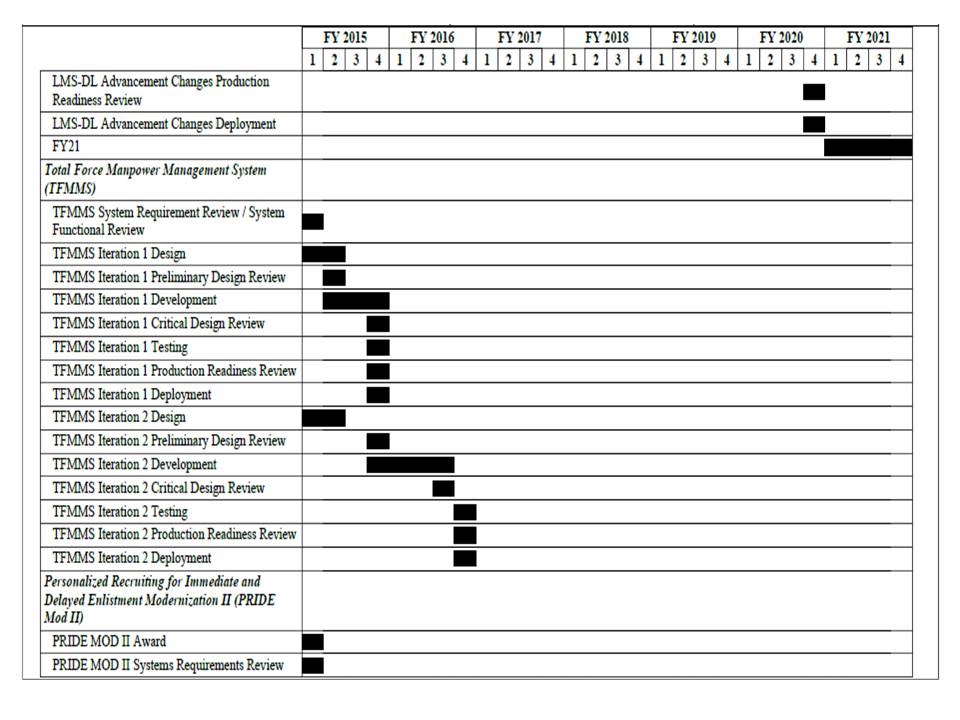 FY 2015 FY 2016 FY 2017 FY 2018 FY 2019 FY 2020 FY 2021
1 2 3 4 1 2 3 4 1 2 3 4 1 2 3 4 1 2 3 4 1 2 3 4 1 2 3 4
LMS-DL Advancement Changes Production
Readiness Review
LMS-DL Advancement Changes Deployment
FY21
Total Force Manpower Management System
(TFMMS)
TFMMS System Requirement Review / System
Functional Review
TFMMS Iteration 1 Design
TFMMS Iteration 1 Preliminary Design Review
TFMMS Iteration 1 Development
TFMMS Iteration 1 Critical Design Review
TFMMS Iteration 1 Testing
TFMMS Iteration 1 Production Readiness Review
TFMMS Iteration 1 Deployment
TFMMS Iteration 2 Design
TFMMS Iteration 2 Preliminary Design Review
TFMMS Iteration 2 Development
TFMMS Iteration 2 Critical Design Review
TFMMS Iteration 2 Testing
TFMMS Iteration 2 Production Readiness Review
TFMMS Iteration 2 Deployment
Personalized Recruiting for Immediate and
Delayed Enlistment Modernization II (PRIDE
Mod II)
PRIDE MOD II Award
PRIDE MOD II Systems Requirements Review